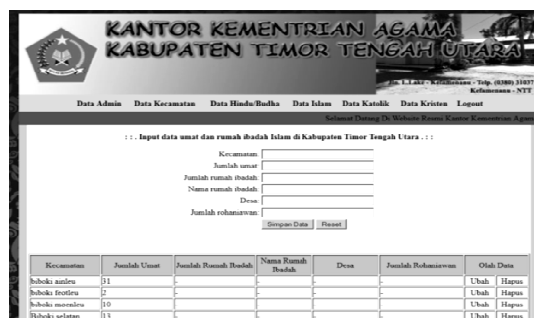 KANTOR KEMENTRIAN AGAMA
KABUPATEN TIMOR TENGAH UTARA
Kefamenanu - Telp. (0388) 31037
Kefamenanu - NTT
Data Admin Data Kecamatan Data Hindu/Budha Data Islam Data Katolik Data Kristen Logout
Selamat Datang Di Website Resmi Kantor Kementrian Agama
: : . Input data umat dan rumah ibadah Islam di Kabupaten Timor Tengah Utara . : :
Kecamatan:
Jumlah umat
Jumlah rumah ibadah:
Nama rumah ibadah:
Desa:
Jumlah rohaniawan:
Simpan Data Reset
Kecamatan Jumlah Umat Jumlah Rumah Ibadah Nama Rumah Ibadah Desa Jumlah Rohaniawan Olah Data
biboki anleu 31 - - - - Ubah Hapus
biboki feotleu 2 - - - - Ubah Hapus
biboki moenleu 10 - - - - Ubah Hapus
Biboki selatan 13 - - - - Ubah Hapus